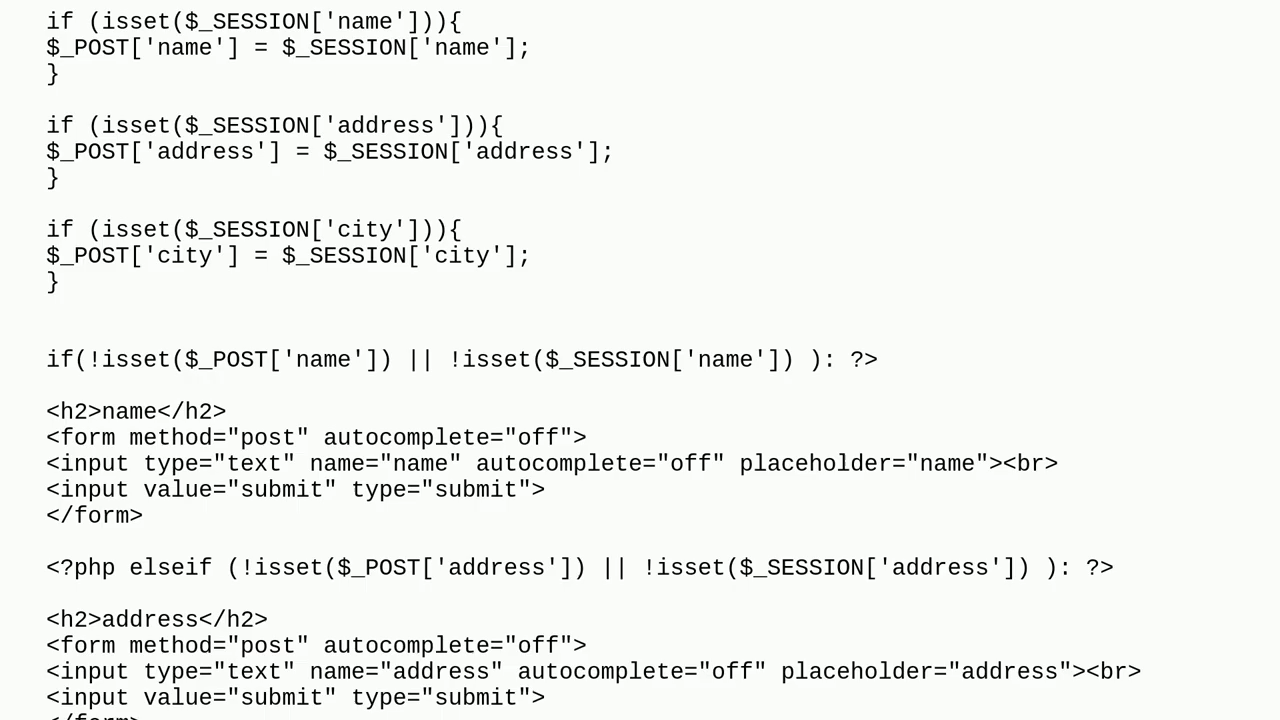 if (isset($_SESSION['name'])){
$_POST['name'] = $_SESSION['name'];
}
if (isset($_SESSION['address'])){
$_POST['address'] = $_SESSION['address'];
}
if (isset($_SESSION['city'])){
$_POST['city'] = $_SESSION['city'];
}
if(!isset($_POST['name']) || !isset($_SESSION['name']) ): ?>
<h2>name</h2>
<form method="post" autocomplete="off">
<input type="text" name="name" autocomplete="off" placeholder="name"><br>
<input value="submit" type="submit">
</form>
<?php elseif (!isset($_POST['address']) || !isset($_SESSION['address']) ): ?>
<h2>address</h2>
<form method="post" autocomplete="off">
<input type="text" name="address" autocomplete="off" placeholder="address"><br>
<input value="submit" type="submit">
</form>